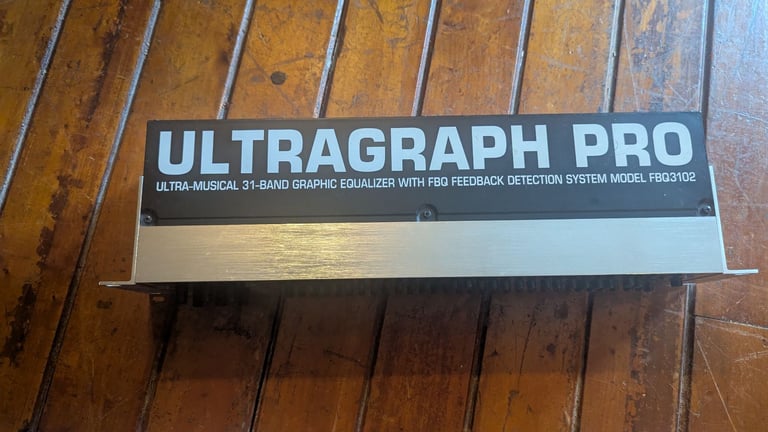 ULTRAGRAPH PRO
ULTRA-MUSICAL 31-BAND GRAPHIC EQUALIZER WITH FBQ FEEDBACK DETECTION SYSTEM MODEL FBQ3102